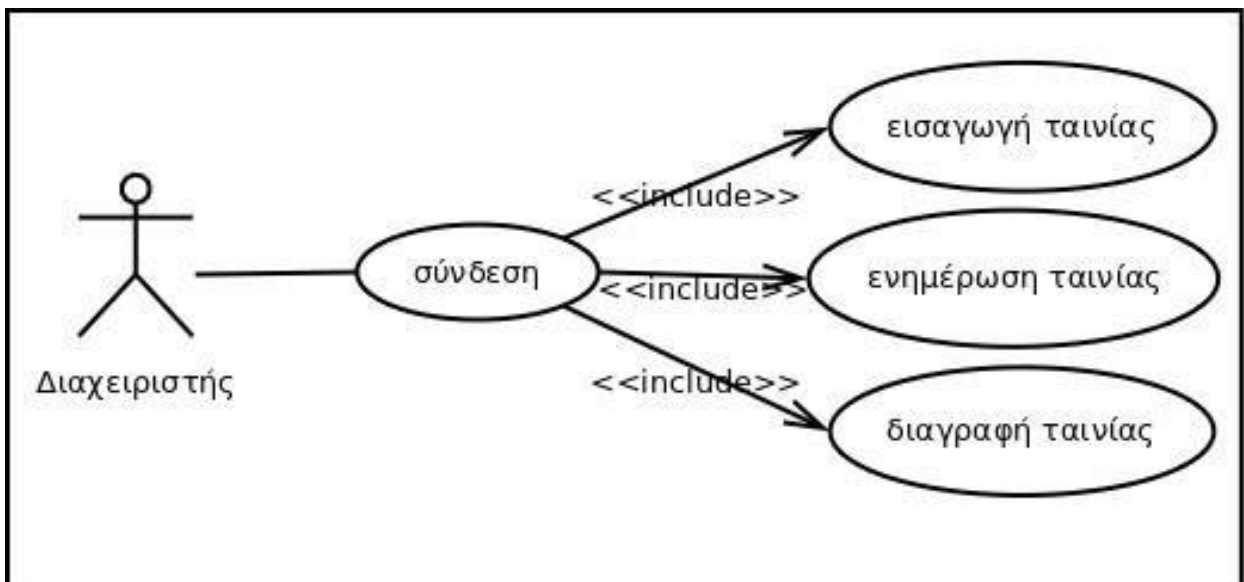 εισαγωγή ταινίας
<<include>>
σύνδεση
<<include>>
ενημέρωση ταινίας
Διαχειριστής
<<include>>
διαγραφή ταινίας